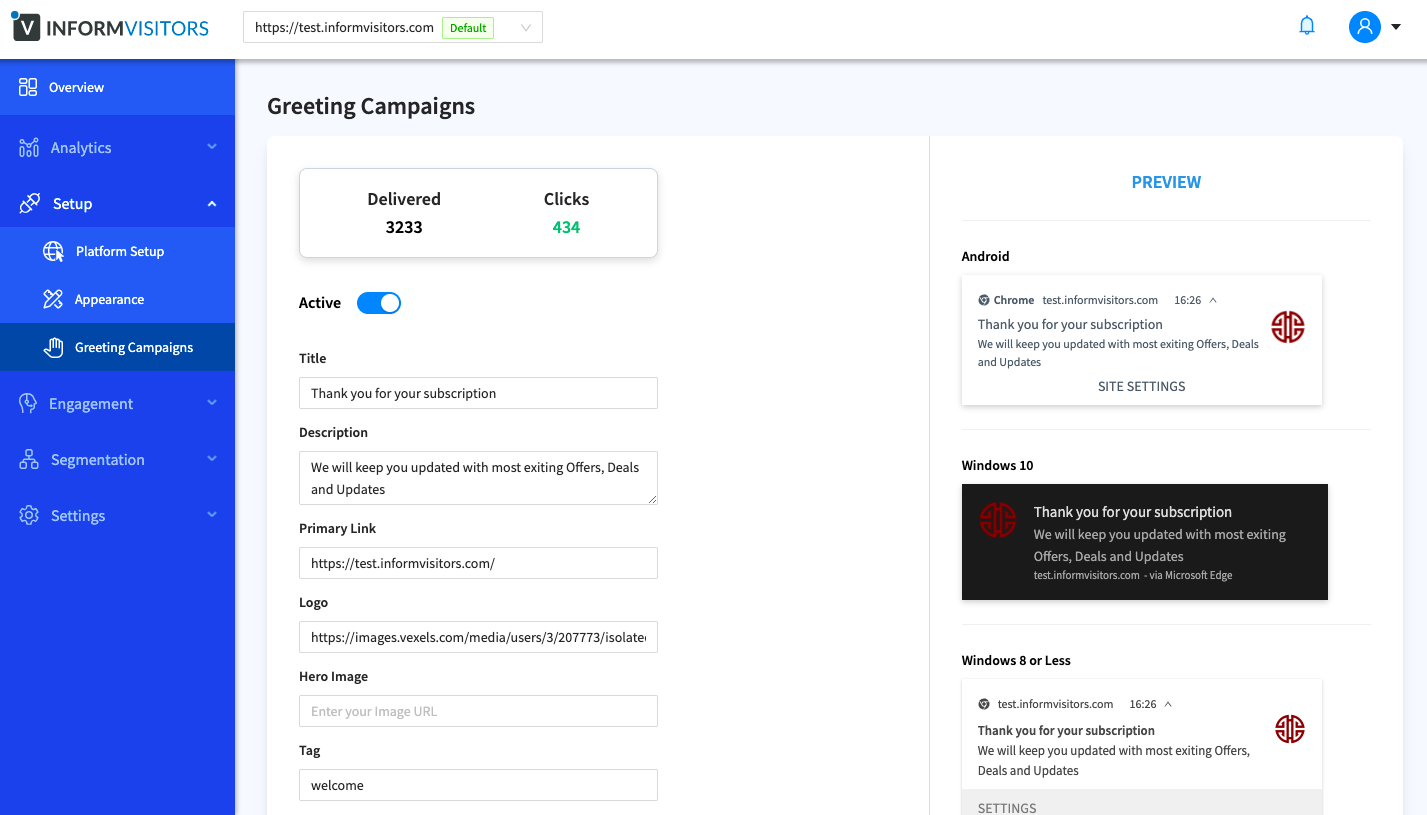 V INFORMVISITORS
https://test.informvisitors.com Default
Overview
Analytics
Setup
Platform Setup
Appearance
Greeting Campaigns
Engagement
Segmentation
Settings
Greeting Campaigns
Delivered
3233
Clicks
434
Active
Title
Thank you for your subscription
Description
We will keep you updated with most exiting Offers, Deals
and Updates
Primary Link
https://test.informvisitors.com/
Logo
https://images.vexels.com/media/users/3/207773/isolated
Hero Image
Enter your Image URL
Tag
welcome
PREVIEW
Android
Chrome test.informvisitors.com 16:26
Thank you for your subscription
We will keep you updated with most exiting Offers, Deals
and Updates
SITE SETTINGS
Windows 10
Thank you for your subscription
We will keep you updated with most exiting
Offers, Deals and Updates
test.informvisitors.com - via Microsoft Edge
Windows 8 or Less
test.informvisitors.com 16:26
Thank you for your subscription
We will keep you updated with most exiting Offers,
Deals and Updates
SETTINGS